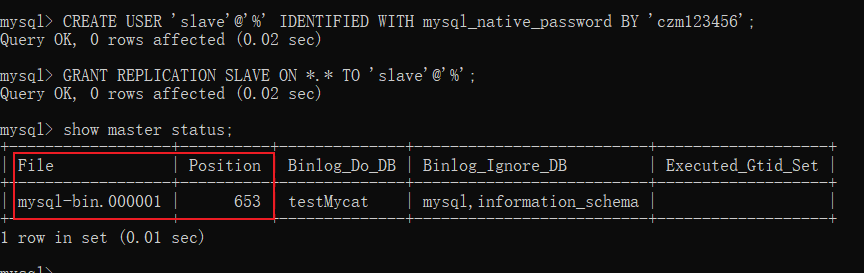 mysql> CREATE USER 'slave'@'%' IDENTIFIED WITH mysql_native_password BY 'czm123456';
Query OK, 0 rows affected (0.02 sec)
mysql> GRANT REPLICATION SLAVE ON *.* TO 'slave'@'%';
Query OK, 0 rows affected (0.02 sec)
mysql> show master status;
+------------------+----------+--------------+--------------------------+-------------------+
| File             | Position | Binlog_Do_DB | Binlog_Ignore_DB         | Executed_Gtid_Set |
+------------------+----------+--------------+--------------------------+-------------------+
| mysql-bin.000001 |      653 | testMycat    | mysql,information_schema |                   |
+------------------+----------+--------------+--------------------------+-------------------+
1 row in set (0.01 sec)
mysql>